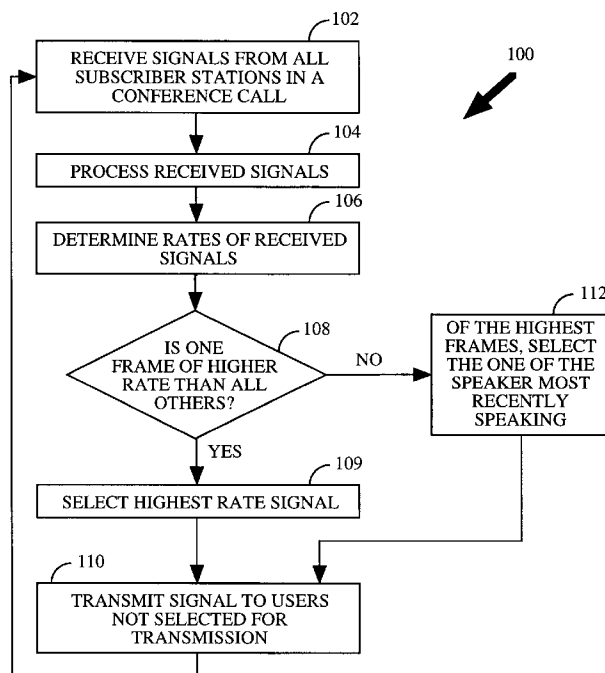 102
RECEIVE SIGNALS FROM ALL
SUBSCRIBER STATIONS IN A
CONFERENCE CALL
100
104
PROCESS RECEIVED SIGNALS
106
DETERMINE RATES OF RECEIVED
SIGNALS
108
IS ONE
FRAME OF HIGHER
RATE THAN ALL
OTHERS?
NO
112
OF THE HIGHEST
FRAMES, SELECT
THE ONE OF THE
SPEAKER MOST
RECENTLY
SPEAKING
YES
109
SELECT HIGHEST RATE SIGNAL
110
TRANSMIT SIGNAL TO USERS
NOT SELECTED FOR
TRANSMISSION